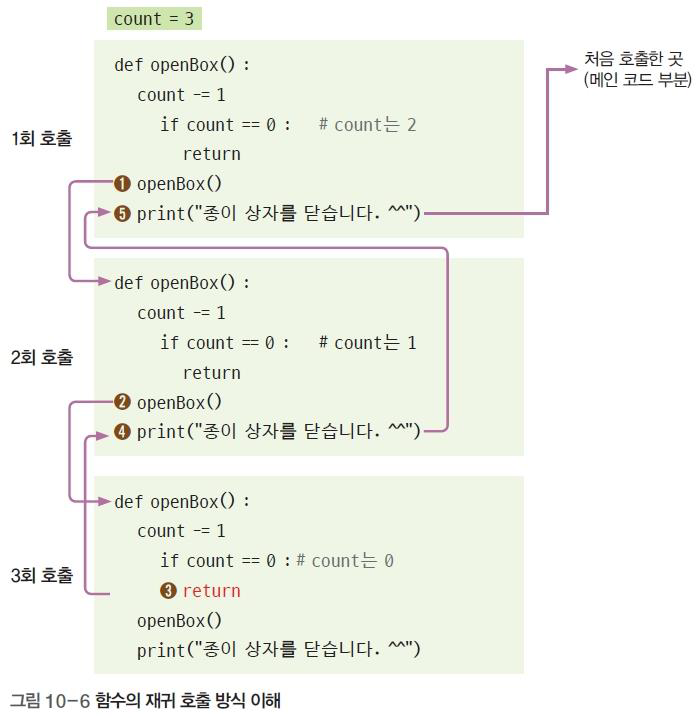 count = 3
def openBox() :
count -= 1
if count == 0 : # count는 2
return
1회 호출
❶ openBox()
❺ print("종이 상자를 닫습니다. ^^")
처음 호출한 곳
(메인 코드 부분)
def openBox() :
count -= 1
if count == 0 : # count는 1
return
2회 호출
❷ openBox()
❹ print("종이 상자를 닫습니다. ^^")
def openBox() :
count -= 1
if count == 0 : # count는 0
3회 호출
❸ return
openBox()
print("종이 상자를 닫습니다. ^^")
그림 10-6 함수의 재귀 호출 방식 이해